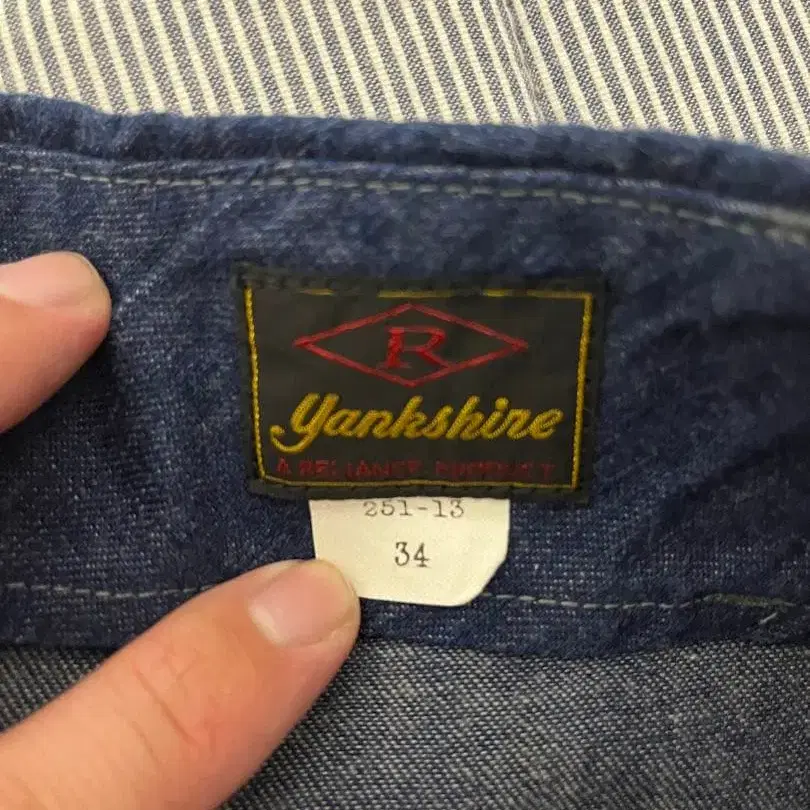 R
Yankshire
A RELIANCE PRODUCT
251-13
34